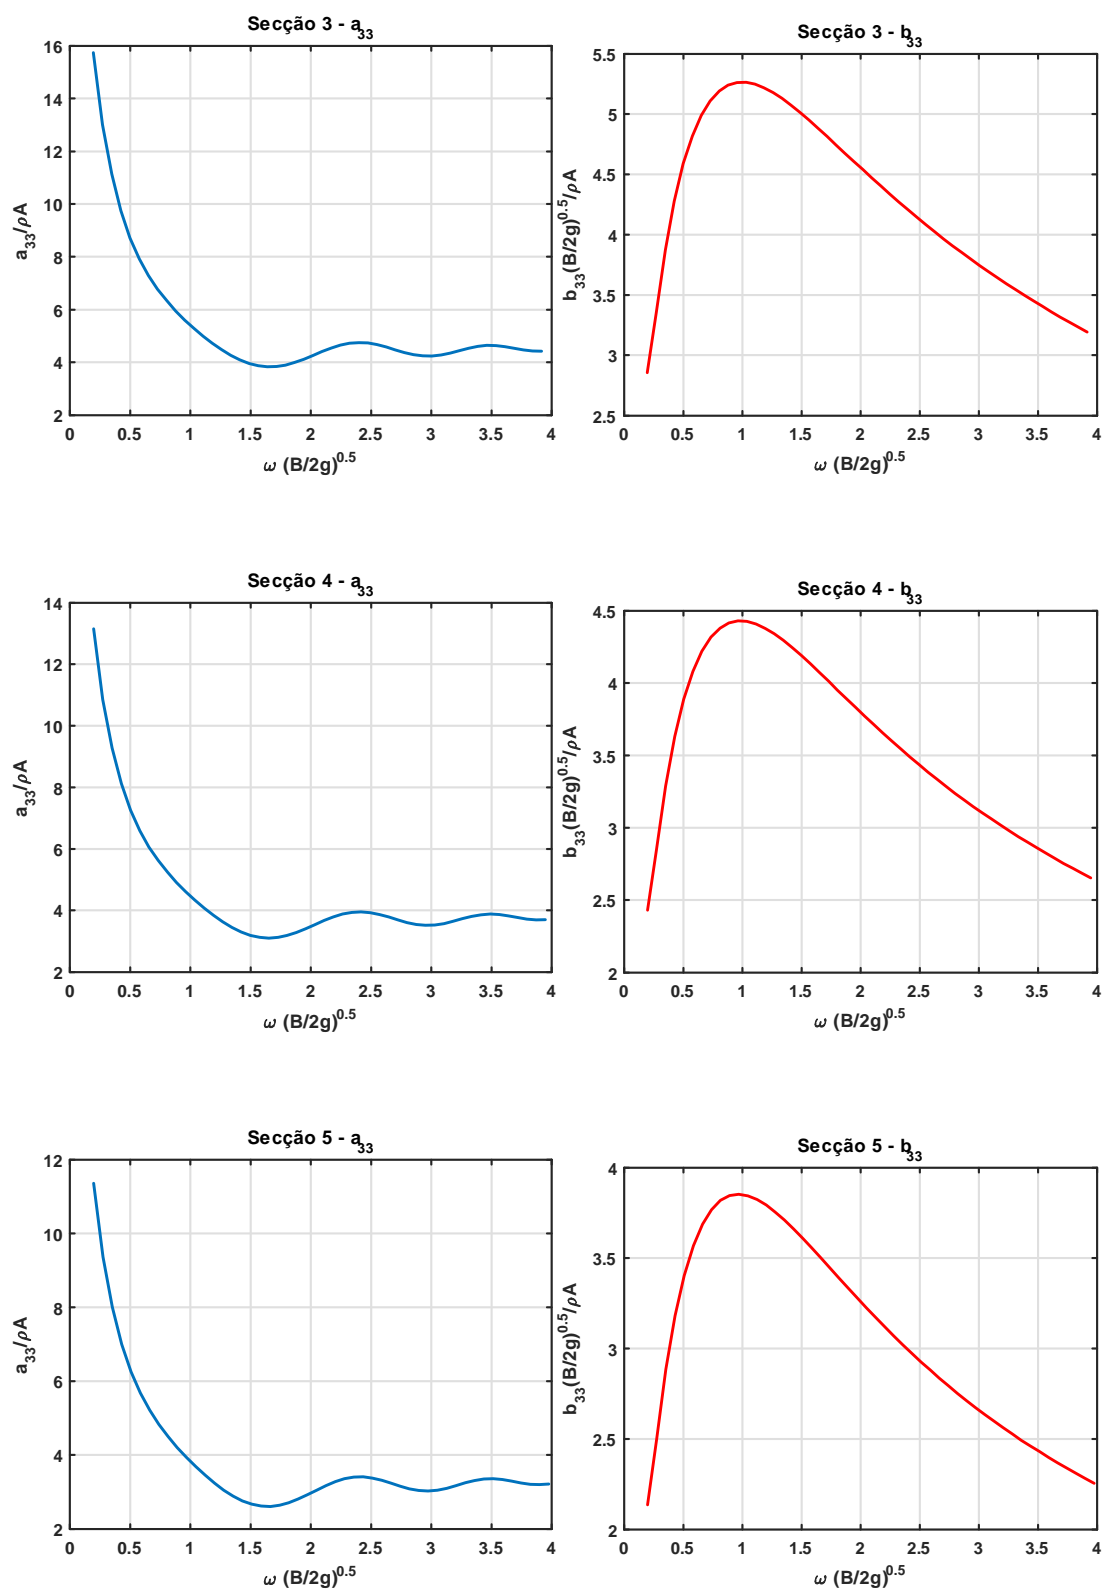 Secção 3 - a33
16
14
12
10
8
6
4
2
a33/ρA
0 0.5 1 1.5 2 2.5 3 3.5 4
ω (B/2g)0.5
Secção 3 - b33
5.5
5
4.5
4
3.5
3
2.5
b33(B/2g)0.5/ρA
0 0.5 1 1.5 2 2.5 3 3.5 4
ω (B/2g)0.5
Secção 4 - a33
14
12
10
8
6
4
2
a33/ρA
0 0.5 1 1.5 2 2.5 3 3.5 4
ω (B/2g)0.5
Secção 4 - b33
4.5
4
3.5
3
2.5
2
b33(B/2g)0.5/ρA
0 0.5 1 1.5 2 2.5 3 3.5 4
ω (B/2g)0.5
Secção 5 - a33
12
10
8
6
4
2
a33/ρA
0 0.5 1 1.5 2 2.5 3 3.5 4
ω (B/2g)0.5
Secção 5 - b33
4
3.5
3
2.5
2
b33(B/2g)0.5/ρA
0 0.5 1 1.5 2 2.5 3 3.5 4
ω (B/2g)0.5